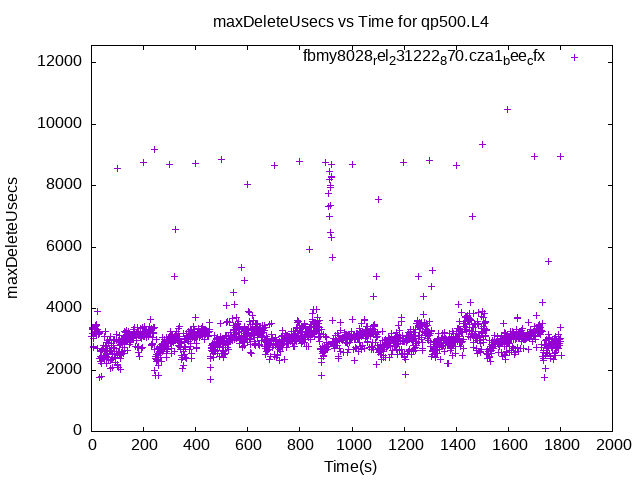 maxDeleteUsecs vs Time for qp500.L4
fbmy8028rel231222870.cza1beecfx
12000
10000
8000
6000
4000
2000
0
maxDeleteUsecs
0 200 400 600 800 1000 1200 1400 1600 1800 2000
Time(s)